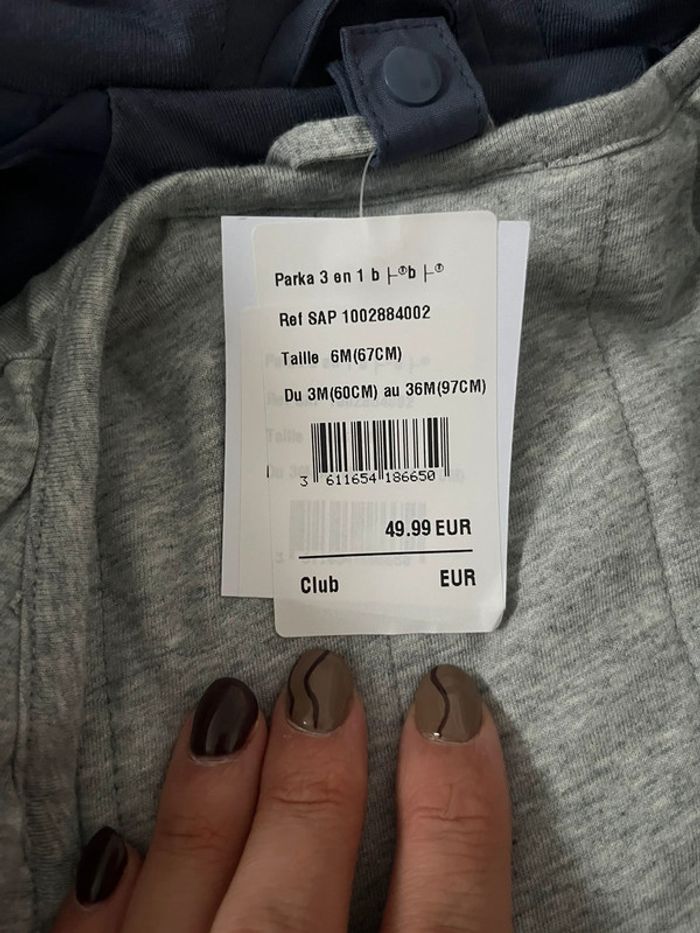 Parka 3 en 1 b ├®b ├®
Ref SAP 1002884002
Taille 6M(67CM)
Du 3M(60CM) au 36M(97CM)
3 611654 186650
49.99 EUR
Club EUR